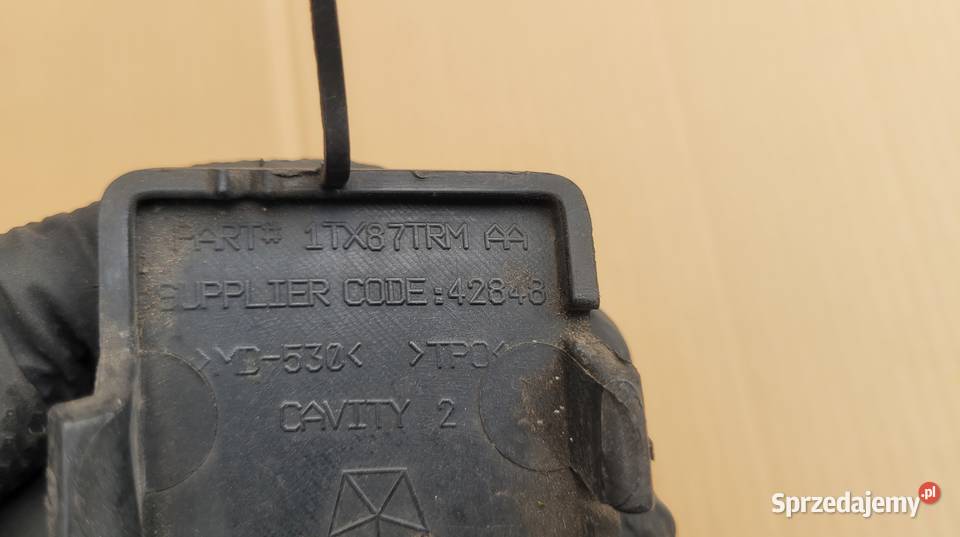 PART# 1TX87TRM AA
SUPPLIER CODE:42848
>MD-530< >TPO<
CAVITY 2
Sprzedajemy.pl